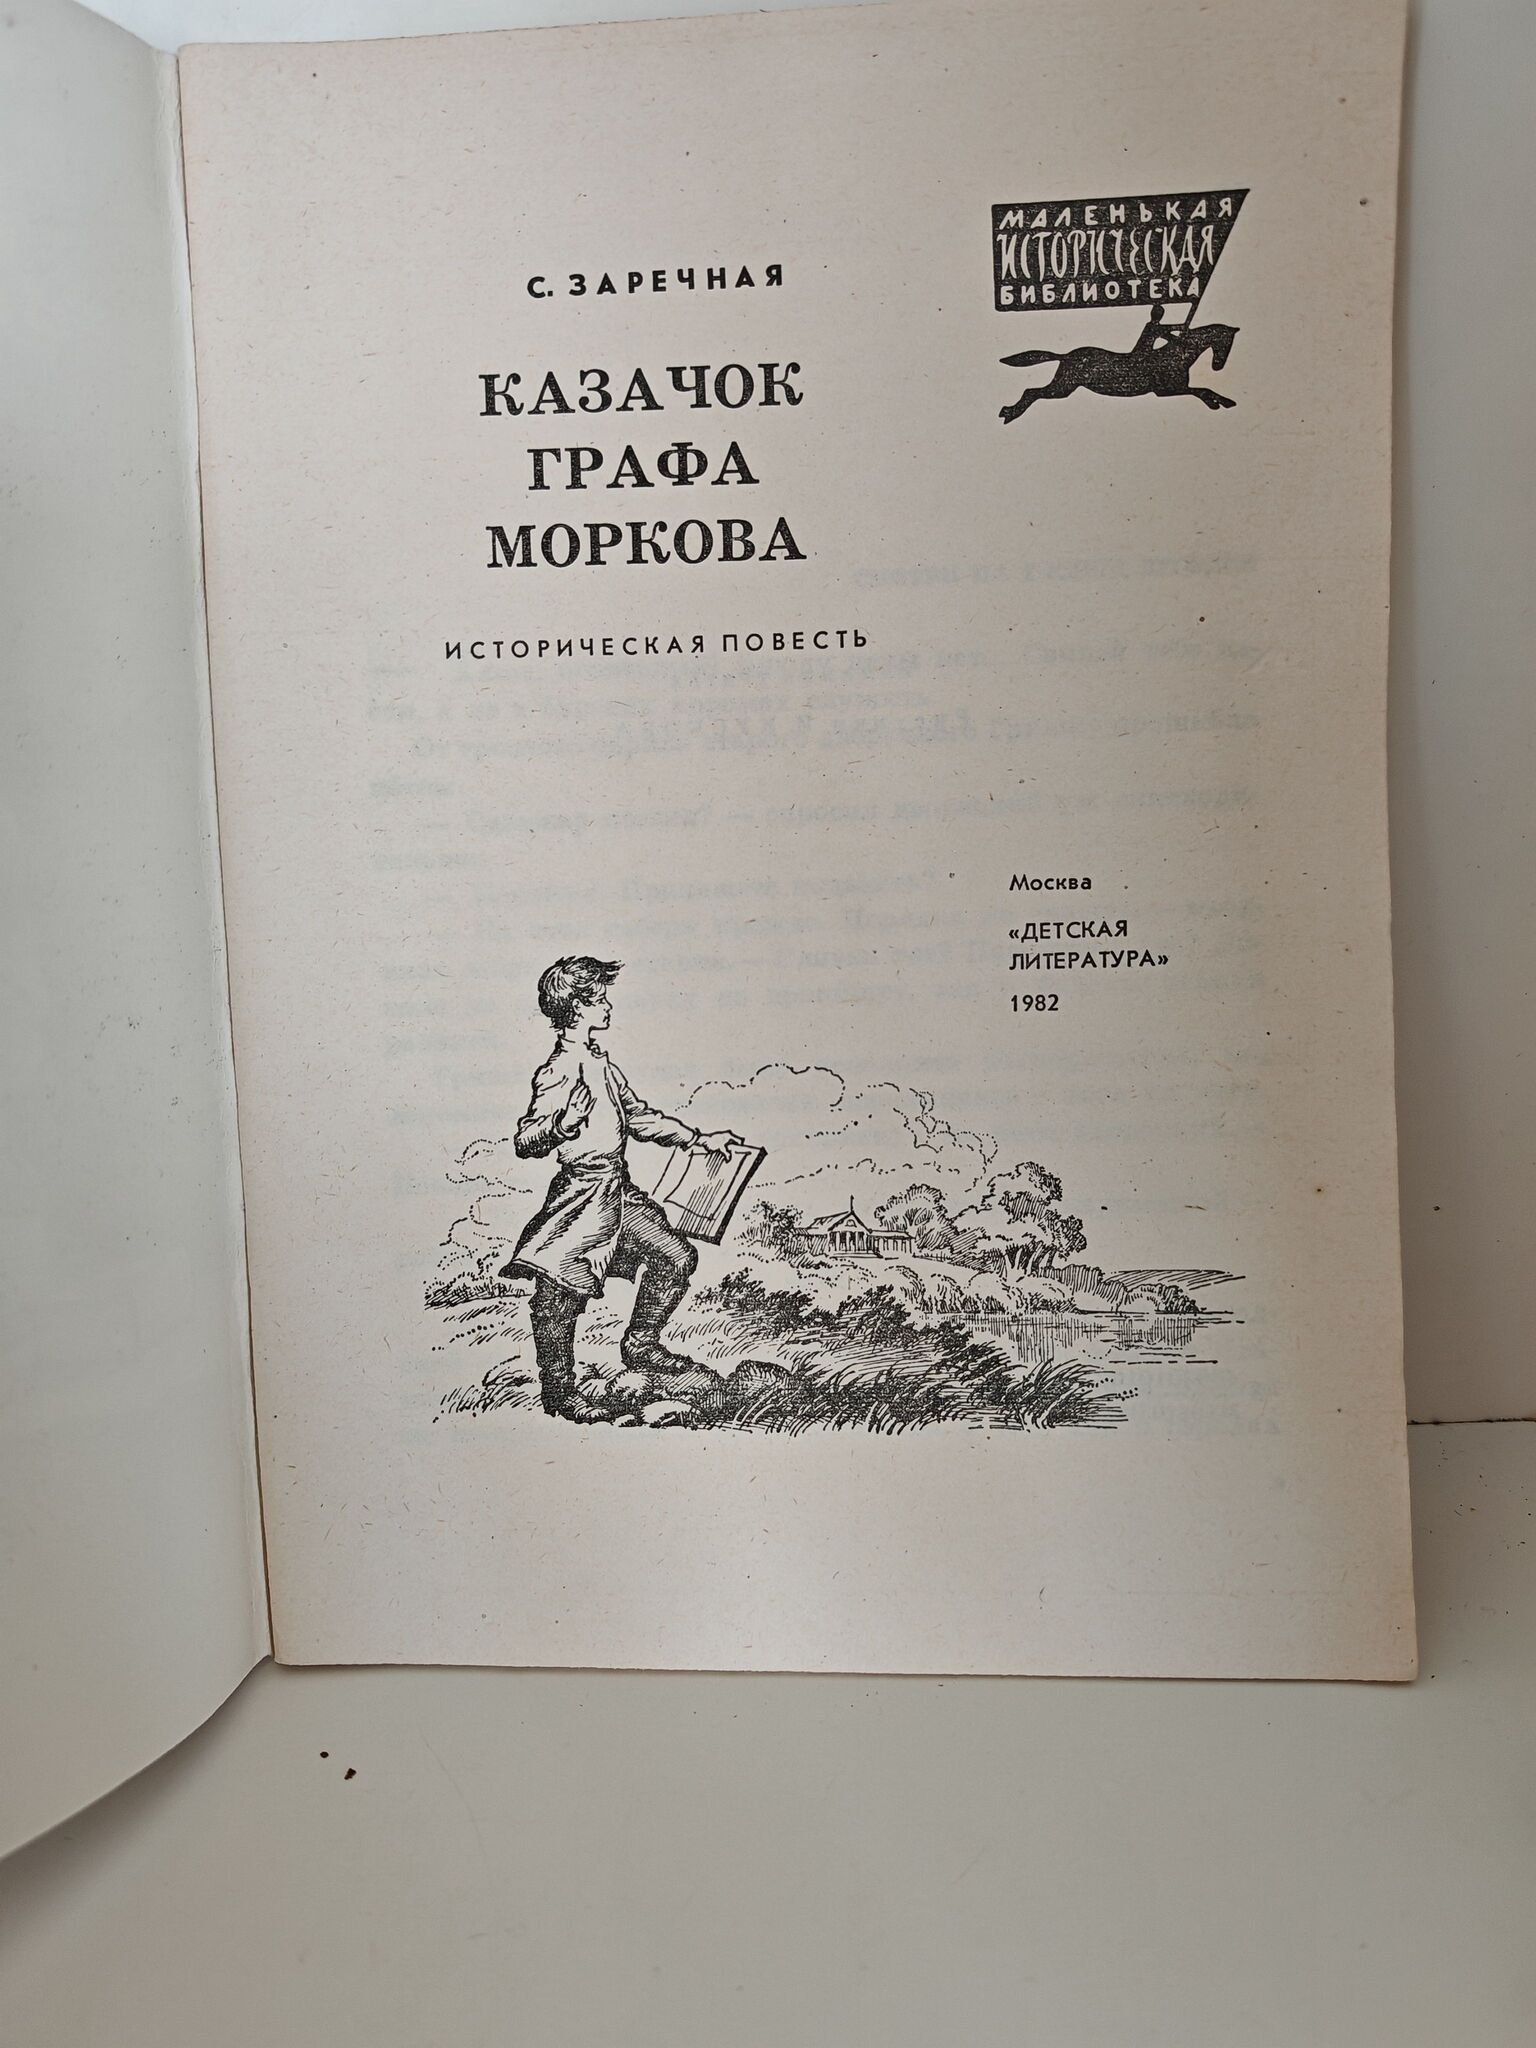 МАЛЕНЬКАЯ
ИСТОРИЧЕСКАЯ
БИБЛИОТЕКА
С. ЗАРЕЧНАЯ
КАЗАЧОК
ГРАФА
МОРКОВА
ИСТОРИЧЕСКАЯ ПОВЕСТЬ
Москва
«ДЕТСКАЯ
ЛИТЕРАТУРА»
1982